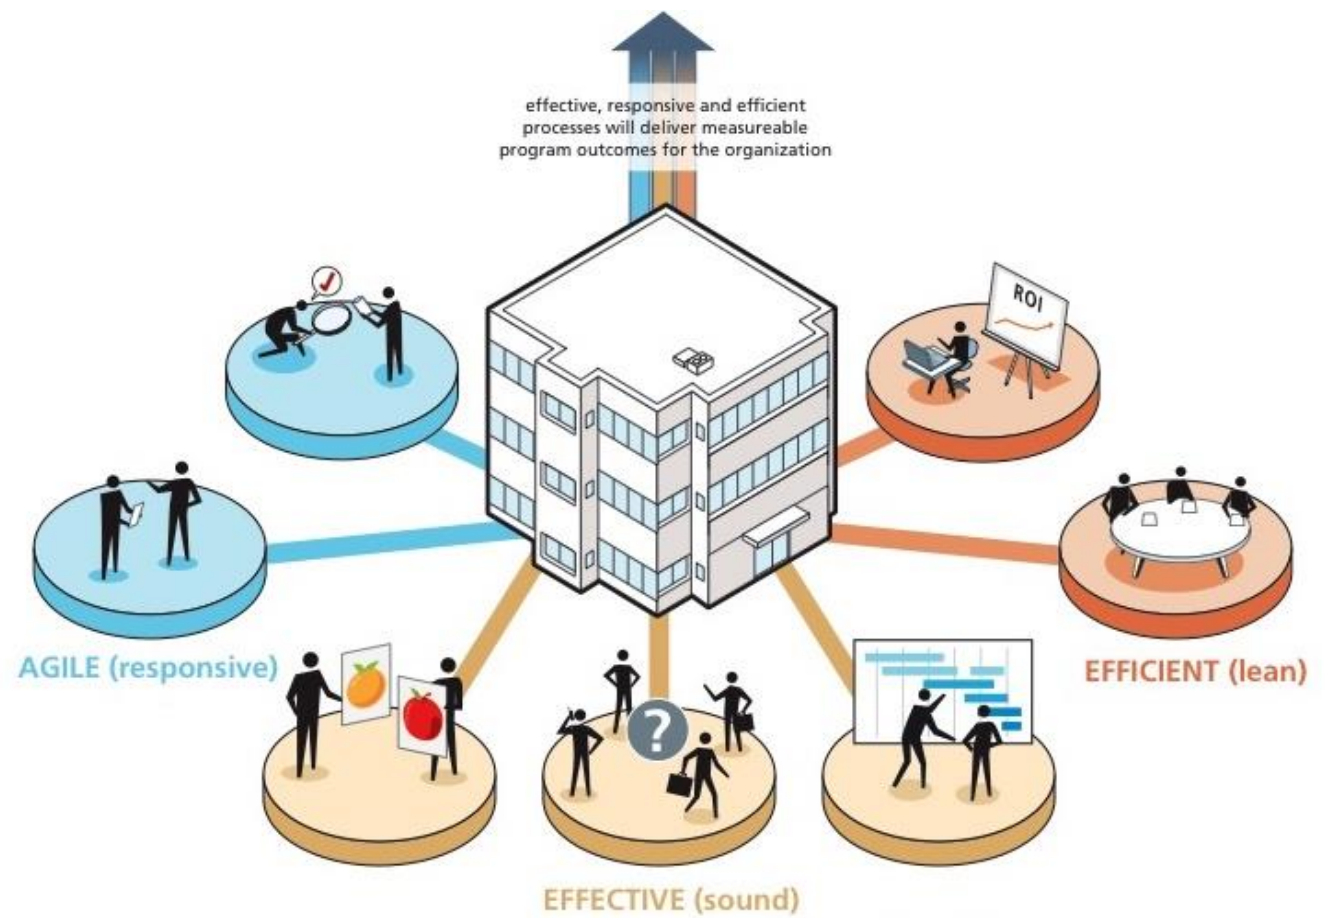 effective, responsive and efficient
processes will deliver measureable
program outcomes for the organization
ROI
AGILE (responsive)
EFFICIENT (lean)
?
EFFECTIVE (sound)